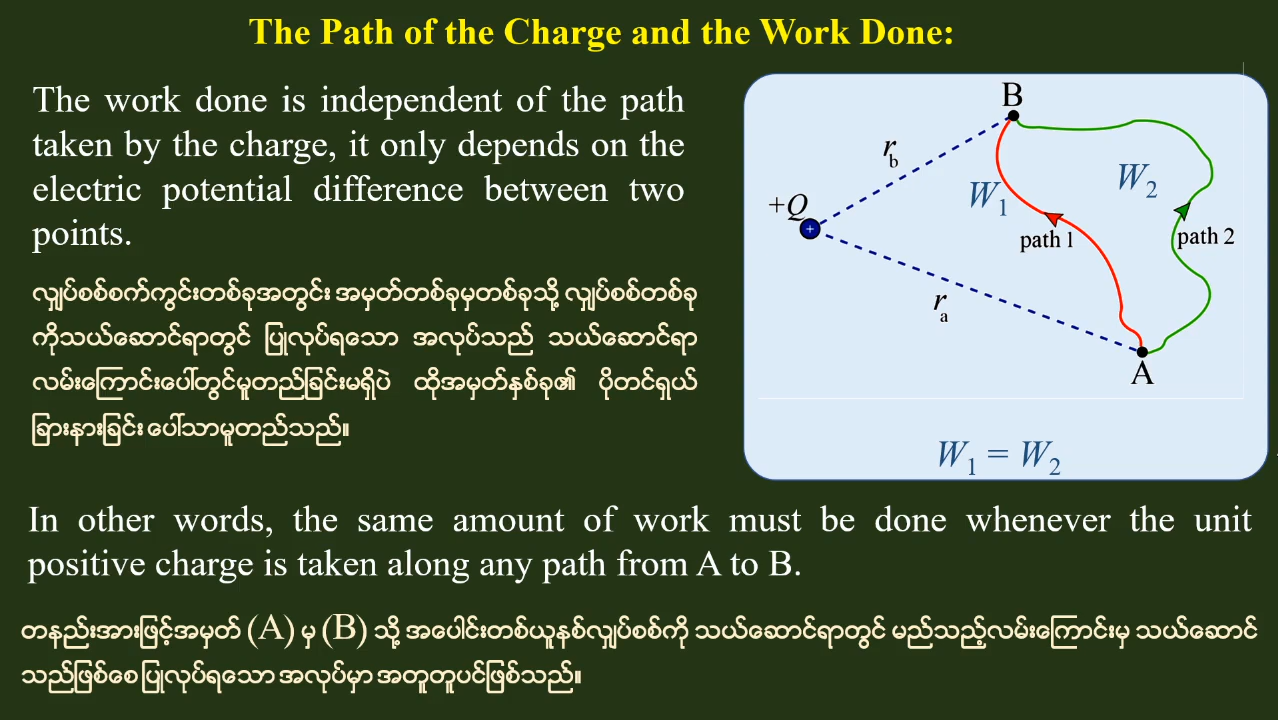 The Path of the Charge and the Work Done:
The work done is independent of the path
taken by the charge, it only depends on the
electric potential difference between two
points.
လျှပ်စစ်စက်ကွင်းတစ်ခုအတွင်း အမှတ်တစ်ခုမှတစ်ခုသို့ လျှပ်စစ်တစ်ခု
ကိုသယ်ဆောင်ရာတွင် ပြုလုပ်ရသော အလုပ်သည် သယ်ဆောင်ရာ
လမ်းကြောင်းပေါ်တွင်မူတည်ခြင်းမရှိပဲ ထိုအမှတ်နှစ်ခု၏ ပိုတင်ရှယ်
ခြားနားခြင်း ပေါ်သာမူတည်သည်။
B
r_b
W₁
W₂
+Q
+
path 1
path 2
r_a
A
W₁ = W₂
In other words, the same amount of work must be done whenever the unit
positive charge is taken along any path from A to B.
တနည်းအားဖြင့်အမှတ် (A) မှ (B) သို့ အပေါင်းတစ်ယူနစ်လျှပ်စစ်ကို သယ်ဆောင်ရာတွင် မည်သည့်လမ်းကြောင်းမှ သယ်ဆောင်
သည်ဖြစ်စေ ပြုလုပ်ရသော အလုပ်မှာ အတူတူပင်ဖြစ်သည်။